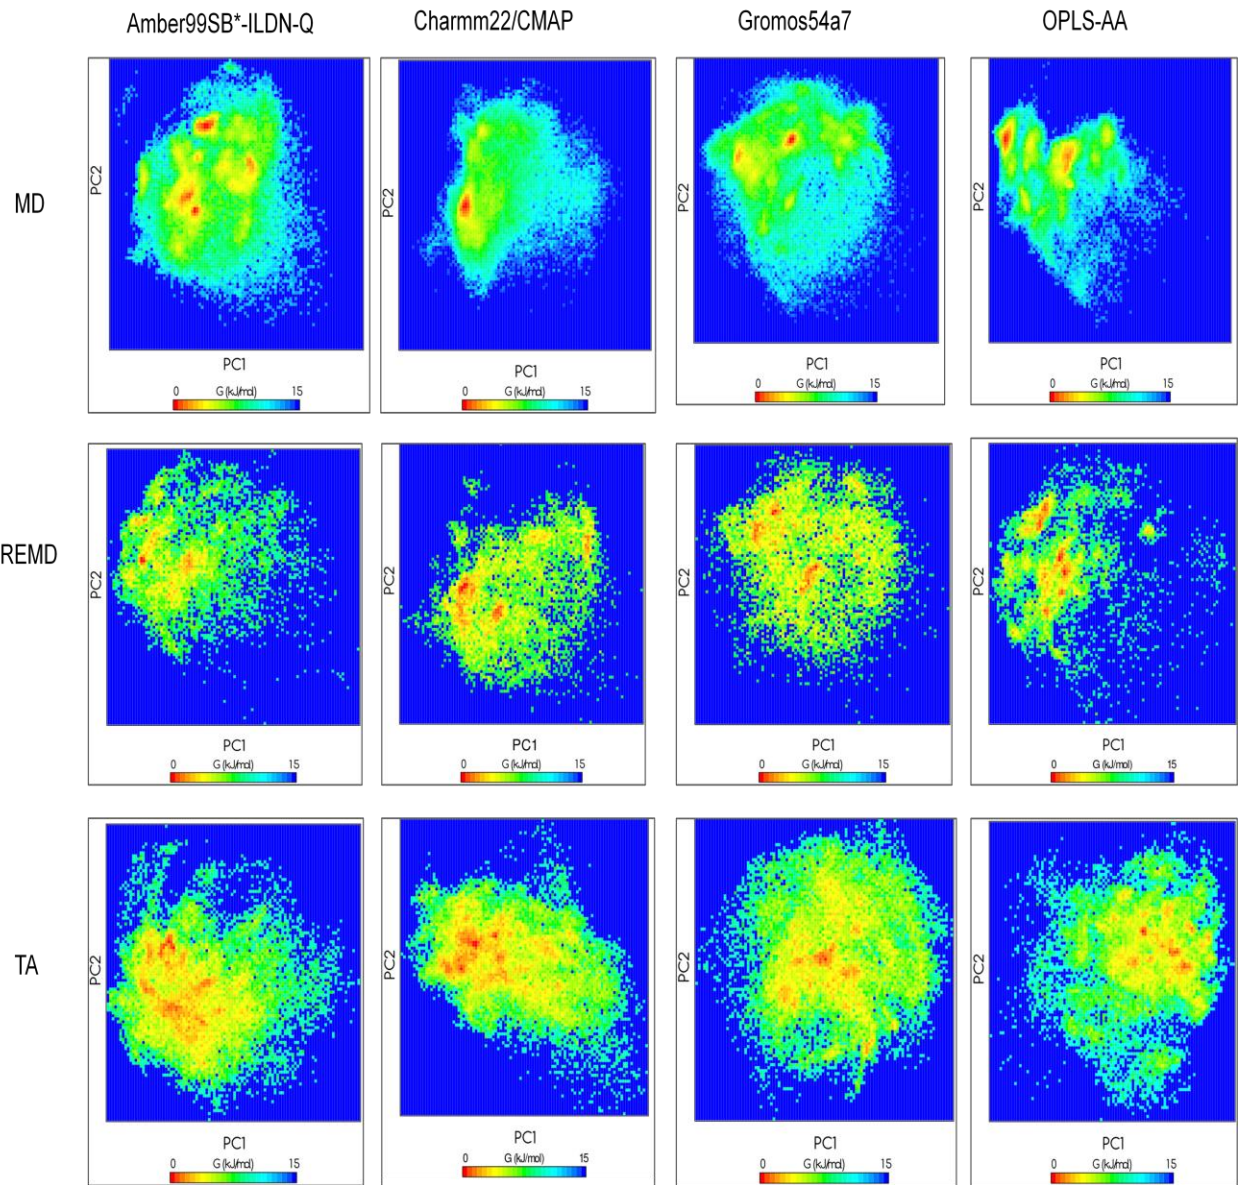 Amber99SB*-ILDN-Q Charmm22/CMAP Gromos54a7 OPLS-AA
MD
PC2 PC2 PC2 PC2
PC1 PC1 PC1 PC1
0 G (kJ/mol) 15 0 G (kJ/mol) 15 0 G (kJ/mol) 15 0 G (kJ/mol) 15
REMD
PC2 PC2 PC2 PC2
PC1 PC1 PC1 PC1
0 G (kJ/mol) 15 0 G (kJ/mol) 15 0 G (kJ/mol) 15 0 G (kJ/mol) 15
TA
PC2 PC2 PC2 PC2
PC1 PC1 PC1 PC1
0 G (kJ/mol) 15 0 G (kJ/mol) 15 0 G (kJ/mol) 15 0 G (kJ/mol) 15